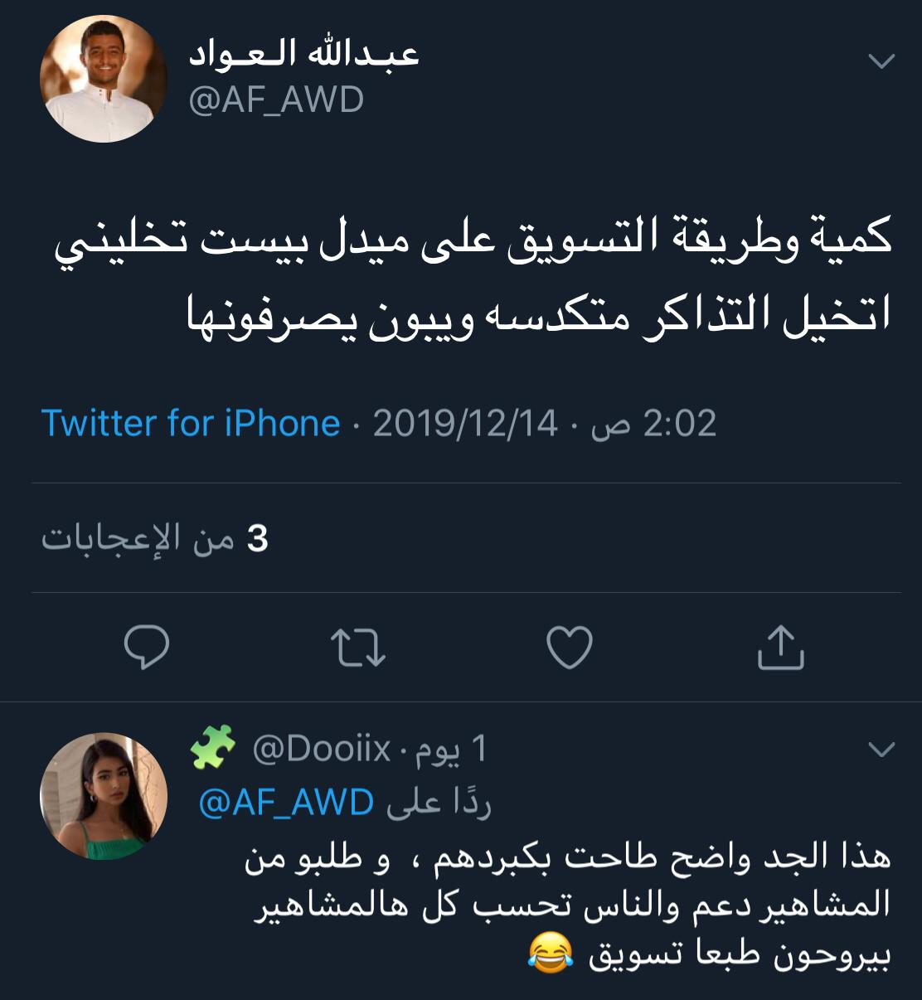 عبـدالله الـعـواد
@AF_AWD
كمية وطريقة التسويق على ميدل بيست تخليني
اتخيل التذاكر متكدسه ويبون يصرفونها
2:02 ص · 2019/12/14 · Twitter for iPhone
3 من الإعجابات
@Dooiix · 1 يوم
ردًا على @AF_AWD
هذا الجد واضح طاحت بكبردهم ، و طلبو من
المشاهير دعم والناس تحسب كل هالمشاهير
بيروحون طبعا تسويق 😂